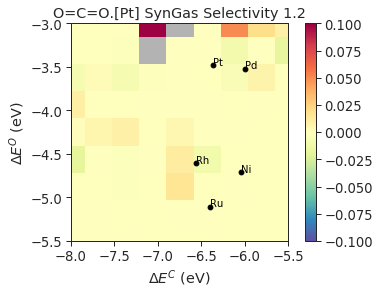 O=C=O.[Pt] SynGas Selectivity 1.2
−3.0
−3.5
−4.0
−4.5
−5.0
−5.5
ΔE^O (eV)
Pt
Pd
Rh
Ni
Ru
−8.0 −7.5 −7.0 −6.5 −6.0 −5.5
ΔE^C (eV)
0.100
0.075
0.050
0.025
0.000
−0.025
−0.050
−0.075
−0.100